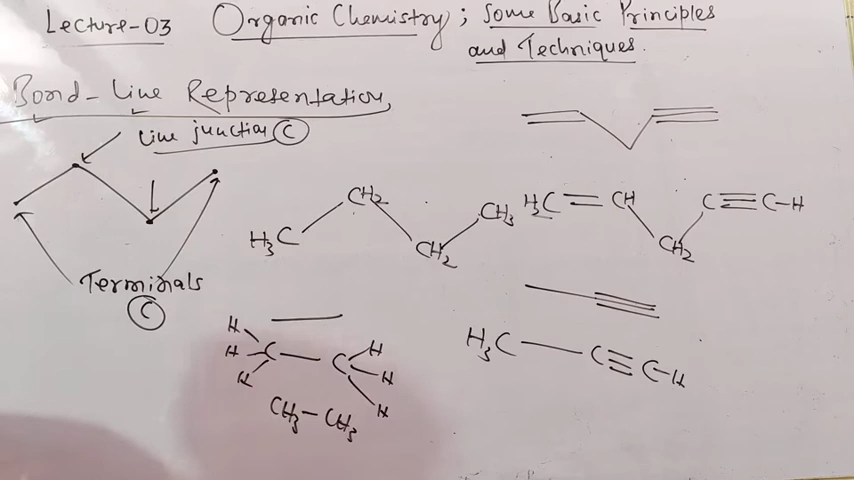 Lecture-03 Organic Chemistry; Some Basic Principles
and Techniques.
Bond-Line Representation,
Line junction C
Terminals
C
H₃C CH₂ CH₂ CH₃
H₂C=CH CH₂ C≡C-H
H H H C-C H H H
CH₃-CH₃
H₃C-C≡C-H